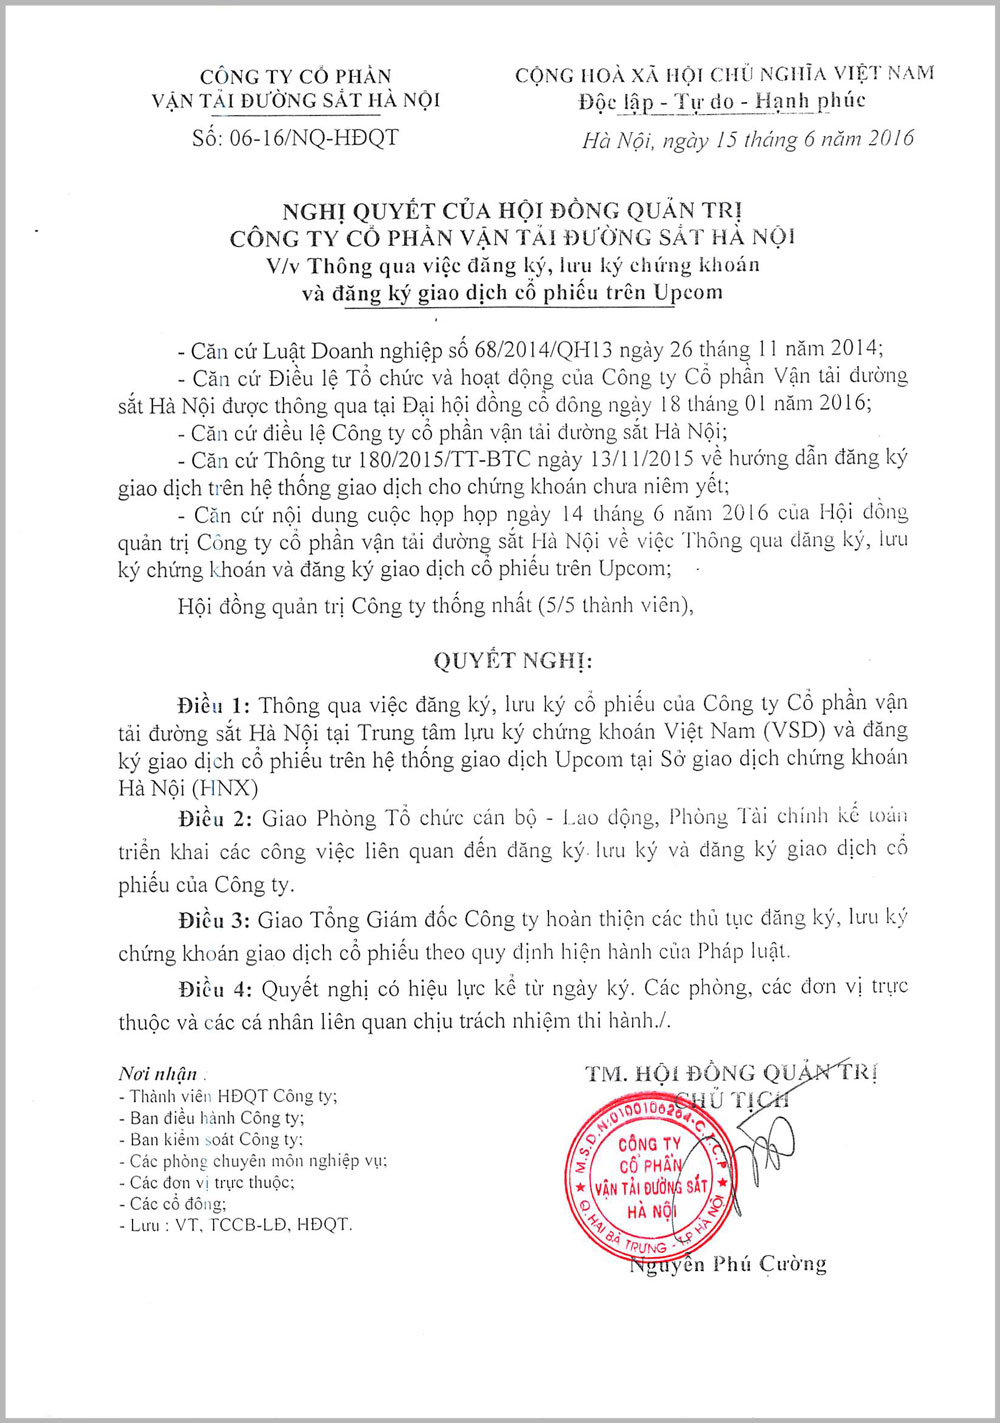 CÔNG TY CỔ PHẦN
VẬN TẢI ĐƯỜNG SẮT HÀ NỘI
Số: 06-16/NQ-HĐQT
CỘNG HOÀ XÃ HỘI CHỦ NGHĨA VIỆT NAM
Độc lập - Tự do - Hạnh phúc
Hà Nội, ngày 15 tháng 6 năm 2016
NGHỊ QUYẾT CỦA HỘI ĐỒNG QUẢN TRỊ
CÔNG TY CỔ PHẦN VẬN TẢI ĐƯỜNG SẮT HÀ NỘI
V/v Thông qua việc đăng ký, lưu ký chứng khoán
và đăng ký giao dịch cổ phiếu trên Upcom
- Căn cứ Luật Doanh nghiệp số 68/2014/QH13 ngày 26 tháng 11 năm 2014;
- Căn cứ Điều lệ Tổ chức và hoạt động của Công ty Cổ phần Vận tải đường
sắt Hà Nội được thông qua tại Đại hội đồng cổ đông ngày 18 tháng 01 năm 2016;
- Căn cứ điều lệ Công ty cổ phần vận tải đường sắt Hà Nội;
- Căn cứ Thông tư 180/2015/TT-BTC ngày 13/11/2015 về hướng dẫn đăng ký
giao dịch trên hệ thống giao dịch cho chứng khoán chưa niêm yết;
- Căn cứ nội dung cuộc họp họp ngày 14 tháng 6 năm 2016 của Hội đồng
quản trị Công ty cổ phần vận tải đường sắt Hà Nội về việc Thông qua đăng ký, lưu
ký chứng khoán và đăng ký giao dịch cổ phiếu trên Upcom;
Hội đồng quản trị Công ty thống nhất (5/5 thành viên),
QUYẾT NGHỊ:
Điều 1: Thông qua việc đăng ký, lưu ký cổ phiếu của Công ty Cổ phần vận
tải đường sắt Hà Nội tại Trung tâm lựu ký chứng khoán Việt Nam (VSD) và đăng
ký giao dịch cổ phiếu trên hệ thống giao dịch Upcom tại Sở giao dịch chứng khoán
Hà Nội (HNX)
Điều 2: Giao Phòng Tổ chức cán bộ - Lao động, Phòng Tài chính kế toán
triển khai các công việc liên quan đến đăng ký. lưu ký và đăng ký giao dịch cổ
phiếu của Công ty.
Điều 3: Giao Tổng Giám đốc Công ty hoàn thiện các thủ tục đăng ký, lưu ký
chứng khoán giao dịch cổ phiếu theo quy định hiện hành của Pháp luật.
Điều 4: Quyết nghị có hiệu lực kể từ ngày ký. Các phòng, các đơn vị trực
thuộc và các cá nhân liên quan chịu trách nhiệm thi hành./.
Nơi nhận :
- Thành viên HĐQT Công ty;
- Ban điều hành Công ty;
- Ban kiểm soát Công ty;
- Các phòng chuyên môn nghiệp vụ;
- Các đơn vị trực thuộc;
- Các cổ đông;
- Lưu : VT, TCCB-LĐ, HĐQT.
TM. HỘI ĐỒNG QUẢN TRỊ
CHỦ TỊCH
M.S.D.N:0100106264-C.T.C.P
CÔNG TY
CỔ PHẦN
VẬN TẢI ĐƯỜNG SẮT
HÀ NỘI
Q.HAI BÀ TRƯNG - T.P HÀ NỘI
Nguyễn Phú Cường